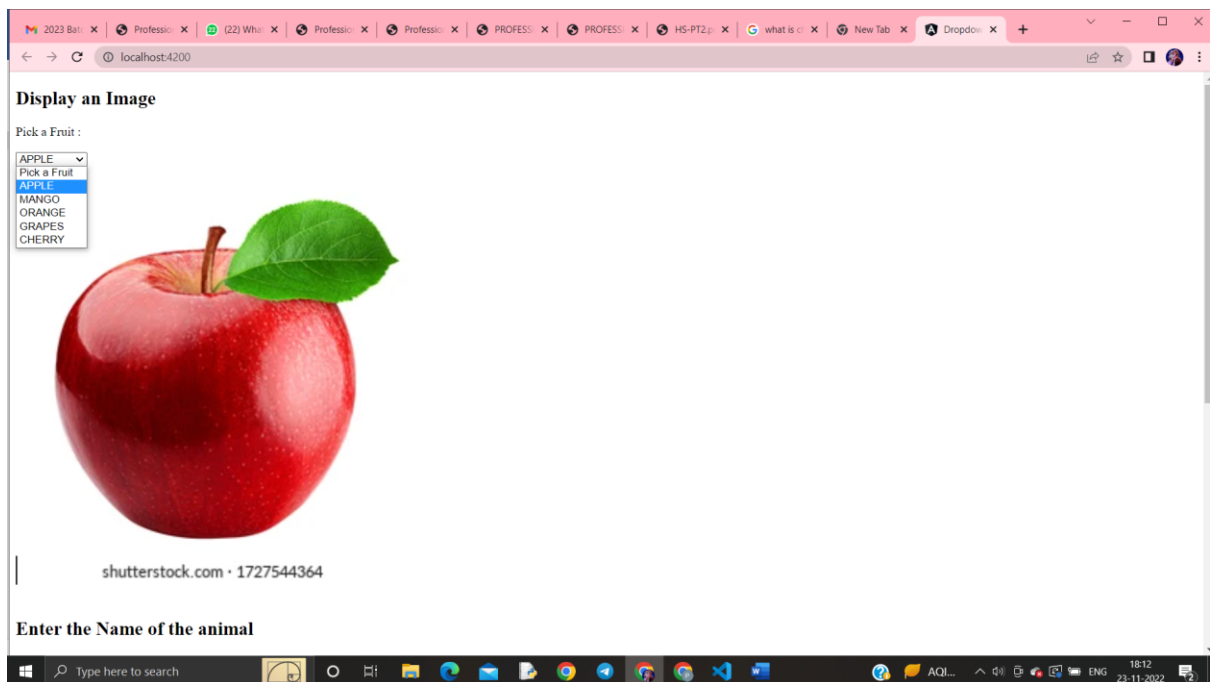 2023 Bat
Professio
(22) What
Professio
Professio
PROFESS
PROFESS
HS-PT2.p
what is c
New Tab
Dropdow
localhost:4200
Display an Image
Pick a Fruit :
APPLE
Pick a Fruit
APPLE
MANGO
ORANGE
GRAPES
CHERRY
shutterstock.com · 1727544364
Enter the Name of the animal
Type here to search
AQI...
ENG
18:12
23-11-2022
2